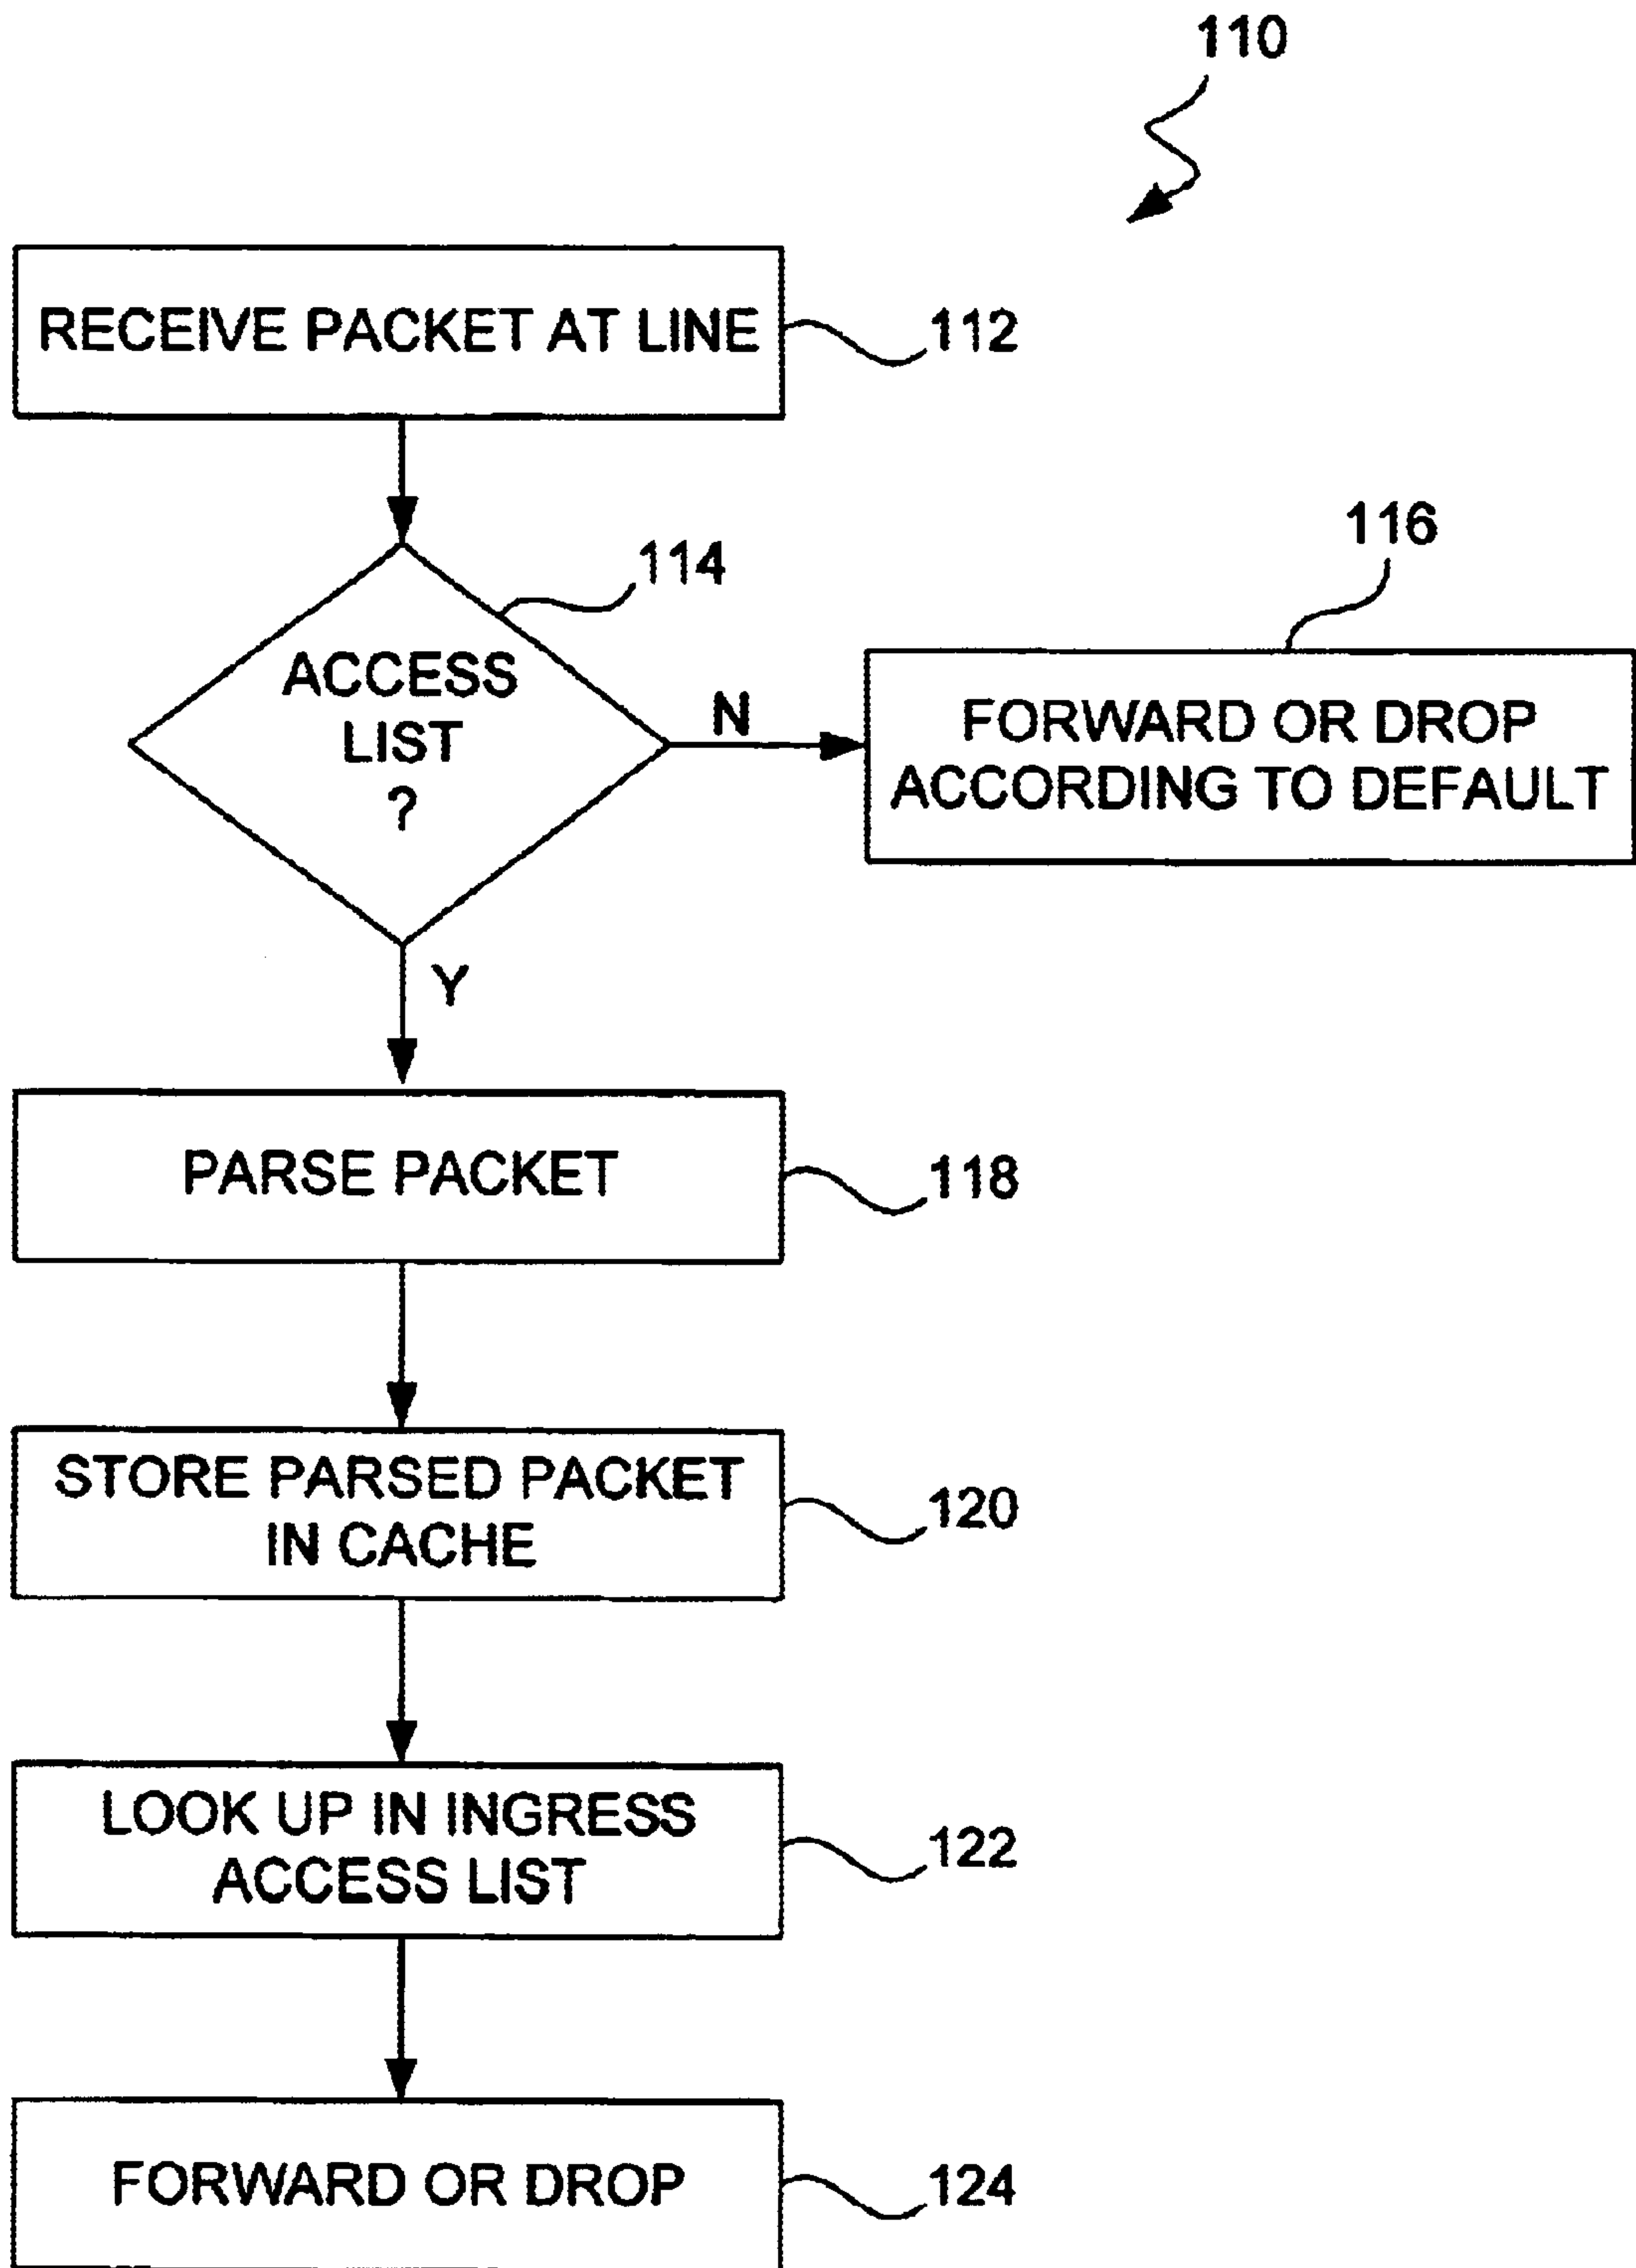 110
RECEIVE PACKET AT LINE
112
114
ACCESS
LIST
?
N
116
FORWARD OR DROP
ACCORDING TO DEFAULT
Y
PARSE PACKET
118
STORE PARSED PACKET
IN CACHE
120
LOOK UP IN INGRESS
ACCESS LIST
122
FORWARD OR DROP
124